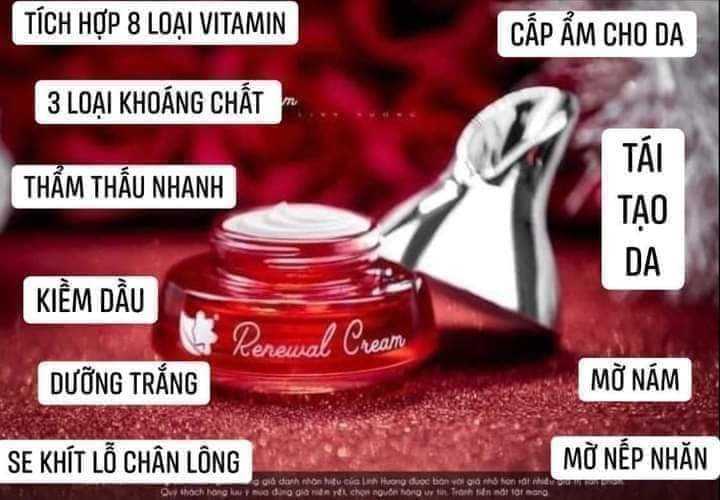 TÍCH HỢP 8 LOẠI VITAMIN
CẤP ẨM CHO DA
3 LOẠI KHOÁNG CHẤT
LINH HƯƠNG
THẨM THẤU NHANH
TÁI
TẠO
DA
KIỀM DẦU
Renewal Cream
DƯỠNG TRẮNG
MỜ NÁM
SE KHÍT LỖ CHÂN LÔNG
MỜ NẾP NHĂN
giả danh nhãn hiệu của Linh Hương được bán với giá nhỏ hơn rất nhiều giá trị sản phẩm.
Quý khách hàng lưu ý mua đúng giá niêm yết, chọn nguồn hàng uy tín. Tránh tiền mất tật mang.